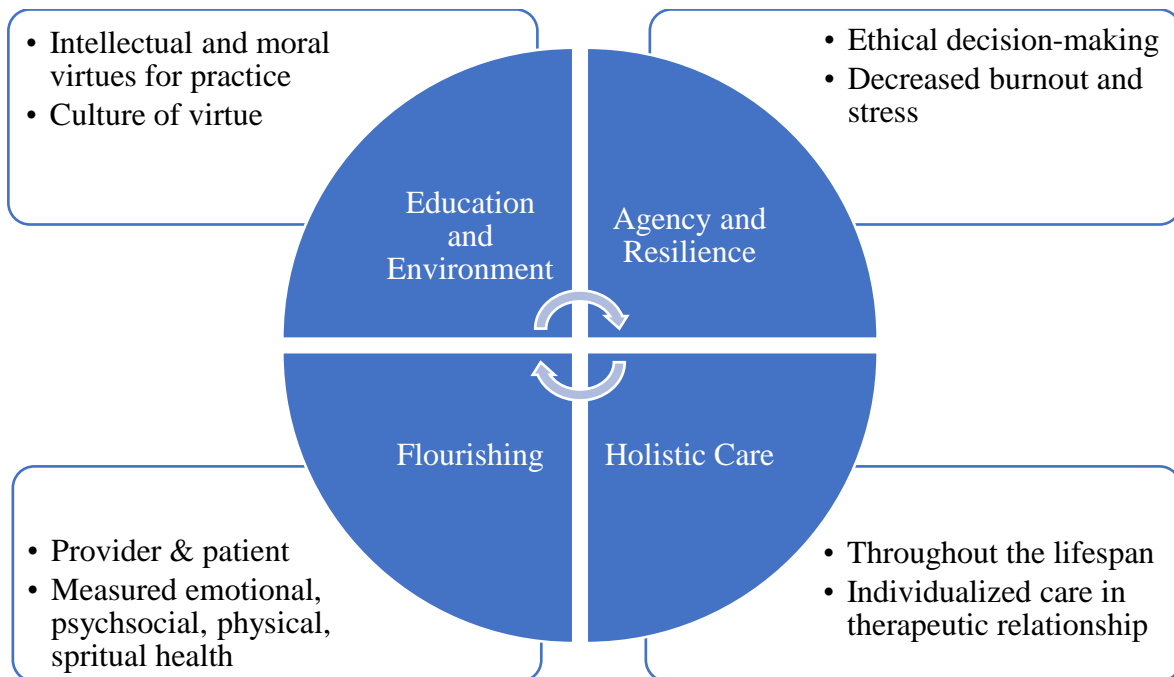 • Intellectual and moral
virtues for practice
• Culture of virtue
• Ethical decision-making
• Decreased burnout and
stress
Education
and
Environment
Agency and
Resilience
Flourishing
Holistic Care
• Provider & patient
• Measured emotional,
psychsocial, physical,
spritual health
• Throughout the lifespan
• Individualized care in
therapeutic relationship